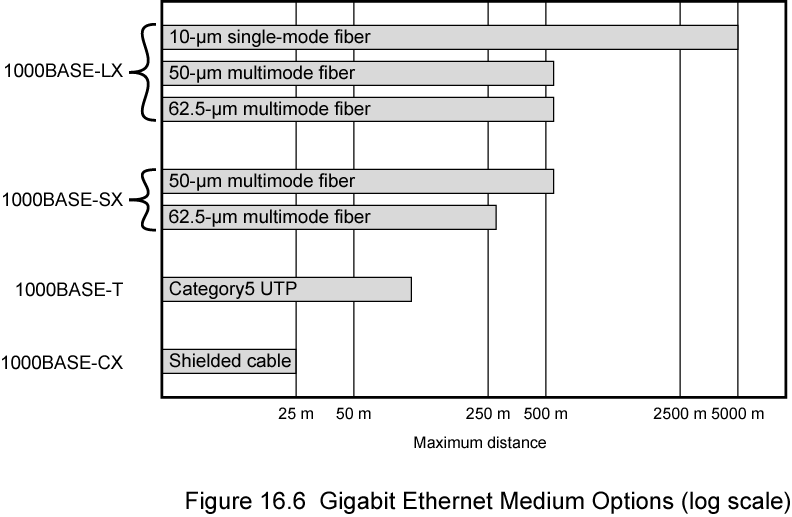 10-µm single-mode fiber
1000BASE-LX
50-µm multimode fiber
62.5-µm multimode fiber
50-µm multimode fiber
1000BASE-SX
62.5-µm multimode fiber
1000BASE-T
Category5 UTP
1000BASE-CX
Shielded cable
25 m 50 m 250 m 500 m 2500 m 5000 m
Maximum distance
Figure 16.6 Gigabit Ethernet Medium Options (log scale)